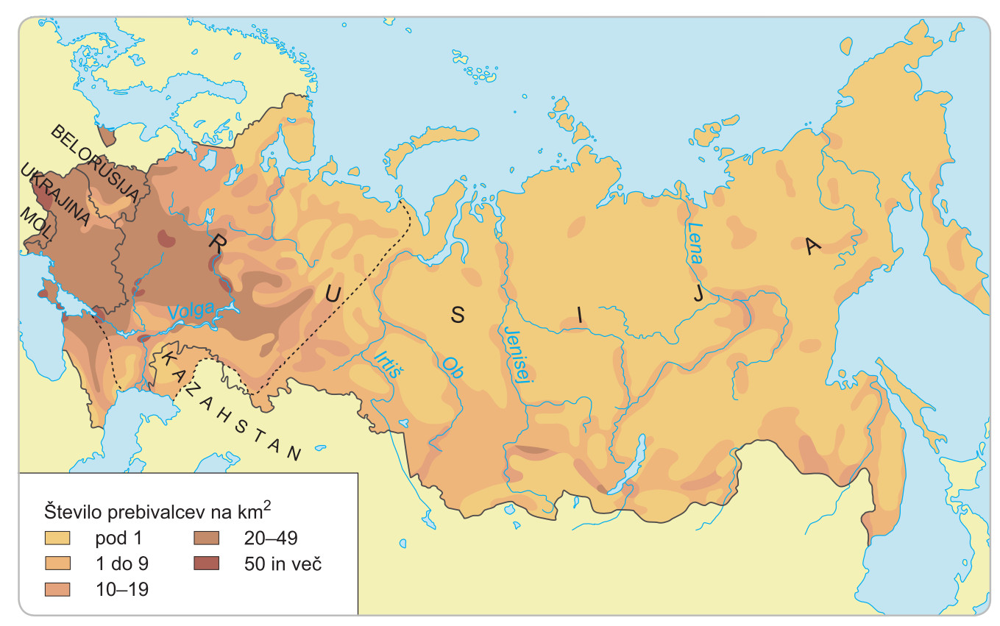 BELORUSIJA
UKRAJINA
MOL.
R U S I J A
KAZAHSTAN
Volga
Irtiš
Ob
Jenisej
Lena
Število prebivalcev na km²
pod 1
1 do 9
10–19
20–49
50 in več